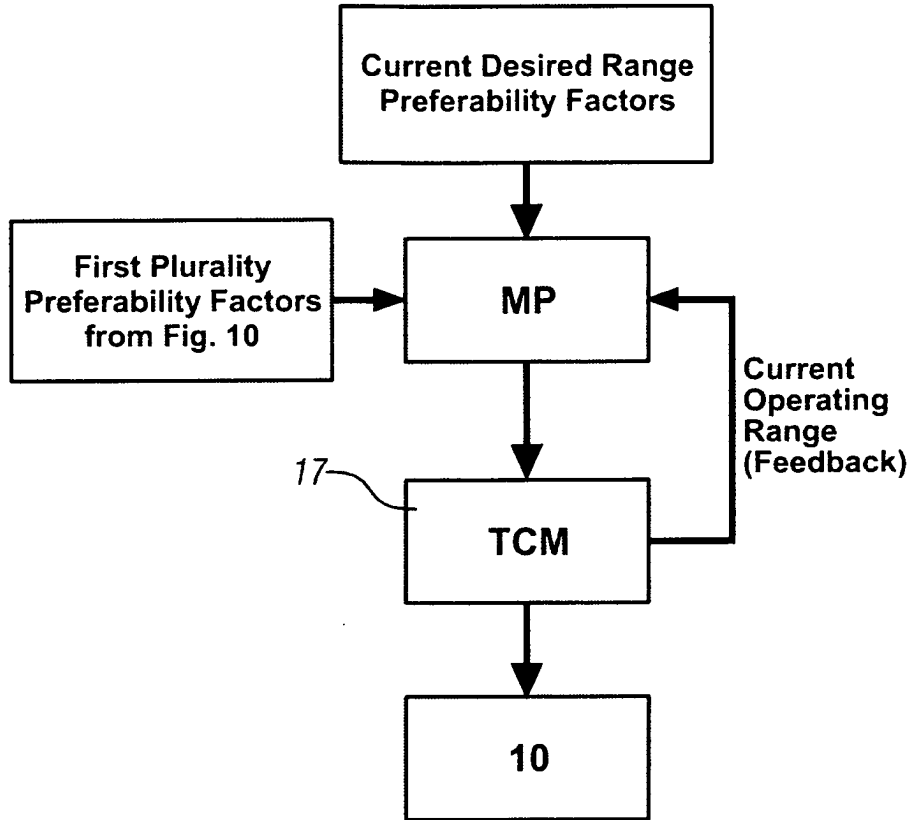 Current Desired Range
Preferability Factors
First Plurality
Preferability Factors
from Fig. 10
MP
Current
Operating
Range
(Feedback)
17
TCM
10